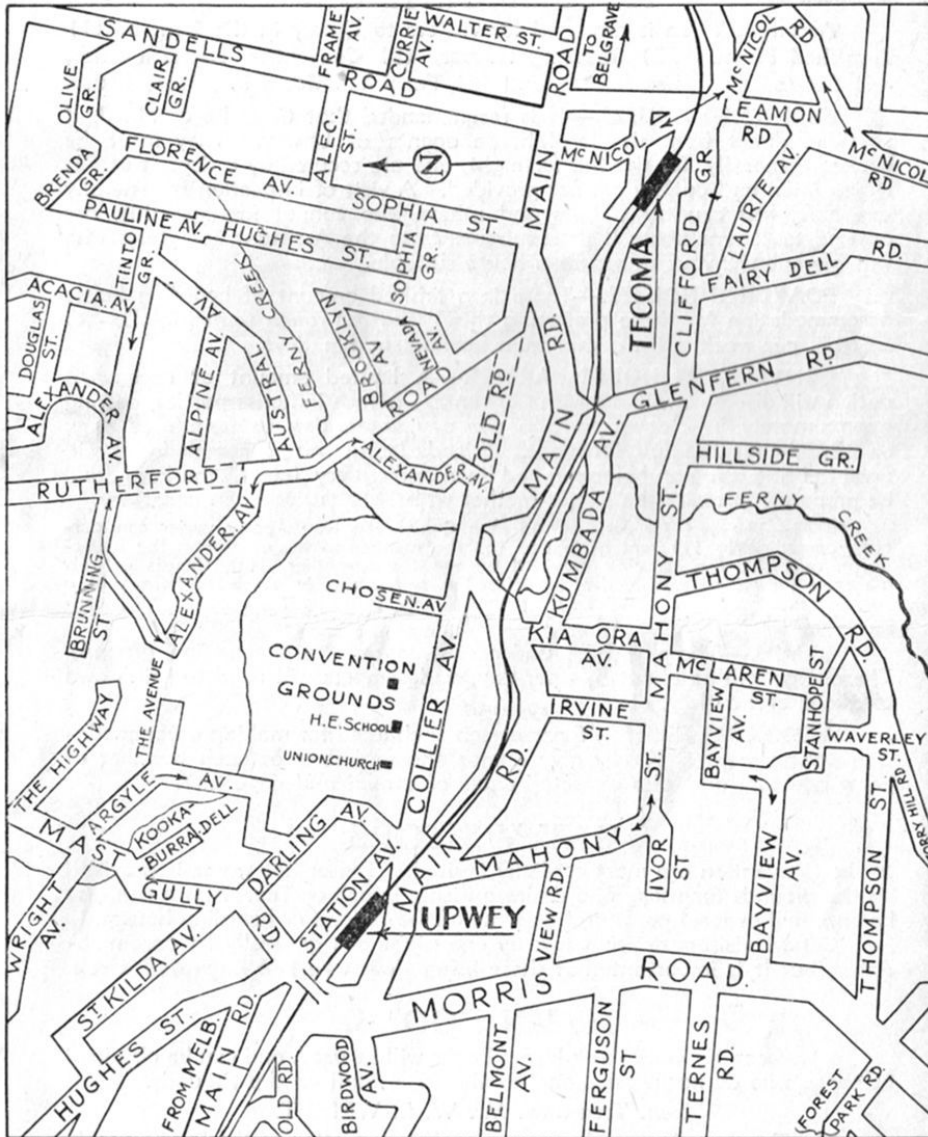 SANDELLS
ROAD
FRAME
AV.
CURRIE
AV.
WALTER ST.
ROAD
TO
BELGRAVE
McNICOL
RD
OLIVE
GR.
CLAIR
GR.
ALEC.
ST.
N
LEAMON
RD
McNICOL
McNICOL
RD
BRENDA
GR.
FLORENCE AV.
SOPHIA ST.
MAIN
CLIFFORD GR.
LAURIE AV.
PAULINE AV.
HUGHES
ST.
SOPHIA
GR.
TINTO
GR.
FAIRY DELL RD.
TECOMA
ACACIA AV.
DOUGLAS
ST.
ALPINE AV.
AUSTRAL AV.
FERNY CREEK
BROOKLYN
AV.
NEVADA
AV.
RD.
GLENFERN RD
ALEXANDER AV.
ROAD
OLD RD
MAIN
HILLSIDE GR.
RUTHERFORD
ALEXANDER AV.
FERNY
CREEK
ALEXANDER. AV.
BRUNNING
ST.
KUMBADA AV.
THOMPSON
RD.
CHOSEN. AV
KIA ORA
AV.
MAHONY
ST.
McLAREN
ST.
CONVENTION
GROUNDS
H.E. SCHOOL
UNION CHURCH
COLLIER AV.
IRVINE
ST.
BAYVIEW
AV.
STANHOPE ST
WAVERLEY
ST.
THE HIGHWAY
THE AVENUE
ARGYLE AV.
MAST
KOOKA-
BURRA. DELL
GULLY
RD.
DARLING AV.
STATION AV.
MAIN
RD.
MAHONY
ST.
IVOR
ST
BAYVIEW
AV.
THOMPSON ST
WRIGHT
AV.
UPWEY
VIEW RD.
ST. KILDA AV.
MORRIS
ROAD.
HUGHES ST.
FROM. MELB.
MAIN
RD.
OLD RD
BIRDWOOD
AV.
BELMONT
AV.
FERGUSON
ST
TERNES
RD.
FOREST
PARK RD.